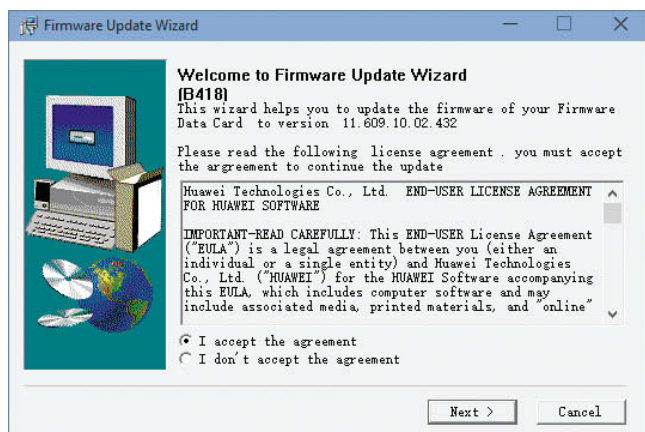 Firmware Update Wizard
Welcome to Firmware Update Wizard
(B418)
This wizard helps you to update the firmware of your Firmware
Data Card to version 11.609.10.02.432
Please read the following license agreement . you must accept
the argreement to continue the update
Huawei Technologies Co., Ltd. END-USER LICENSE AGREEMENT
FOR HUAWEI SOFTWARE
IMPORTANT-READ CAREFULLY: This END-USER License Agreement
("EULA") is a legal agreement between you (either an
individual or a single entity) and Huawei Technologies
Co., Ltd. ("HUAWEI") for the HUAWEI Software accompanying
this EULA, which includes computer software and may
include associated media, printed materials, and "online"
I accept the agreement
I don't accept the agreement
Next >
Cancel